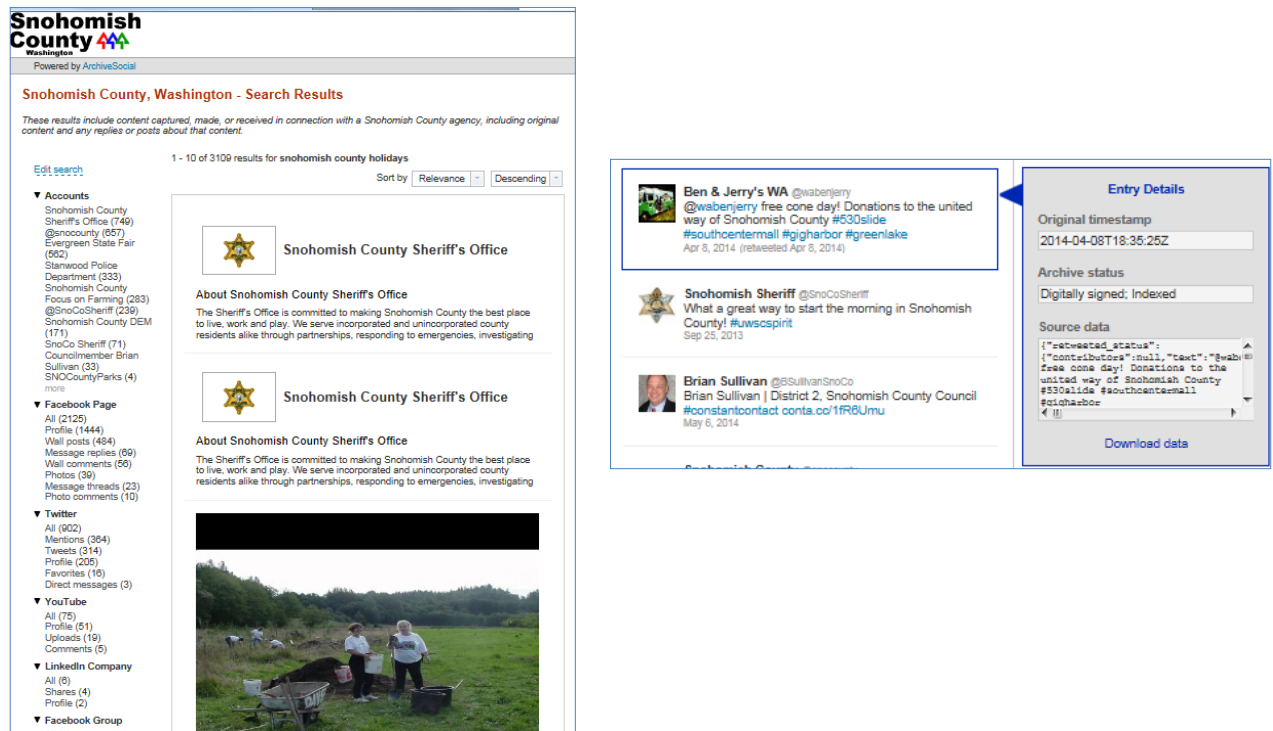 Snohomish
County
Washington
Powered by ArchiveSocial
Snohomish County, Washington - Search Results
These results include content captured, made, or received in connection with a Snohomish County agency, including original
content and any replies or posts about that content.
Edit search
1 - 10 of 3109 results for snohomish county holidays
Sort by Relevance Descending
▼ Accounts
Snohomish County
Sheriff's Office (749)
@snocounty (657)
Evergreen State Fair
(562)
Stanwood Police
Department (333)
Snohomish County
Focus on Farming (283)
@SnoCoSheriff (239)
Snohomish County DEM
(171)
SnoCo Sheriff (71)
Councilmember Brian
Sullivan (33)
SNOCountyParks (4)
more
▼ Facebook Page
All (2125)
Profile (1444)
Wall posts (484)
Message replies (69)
Wall comments (56)
Photos (39)
Message threads (23)
Photo comments (10)
▼ Twitter
All (902)
Mentions (364)
Tweets (314)
Profile (205)
Favorites (16)
Direct messages (3)
▼ YouTube
All (75)
Profile (51)
Uploads (19)
Comments (5)
▼ LinkedIn Company
All (6)
Shares (4)
Profile (2)
▼ Facebook Group
Snohomish County Sheriff's Office
About Snohomish County Sheriff's Office
The Sheriff's Office is committed to making Snohomish County the best place
to live, work and play. We serve incorporated and unincorporated county
residents alike through partnerships, responding to emergencies, investigating
Snohomish County Sheriff's Office
About Snohomish County Sheriff's Office
The Sheriff's Office is committed to making Snohomish County the best place
to live, work and play. We serve incorporated and unincorporated county
residents alike through partnerships, responding to emergencies, investigating
Ben & Jerry's WA @wabenjerry
@wabenjerry free cone day! Donations to the united
way of Snohomish County #530slide
#southcentermall #gigharbor #greenlake
Apr 8, 2014 (retweeted Apr 8, 2014)
Snohomish Sheriff @SnoCoSheriff
What a great way to start the morning in Snohomish
County! #uwscspirit
Sep 25, 2013
Brian Sullivan @BSullivanSnoCo
Brian Sullivan | District 2, Snohomish County Council
#constantcontact conta.cc/1fR6Umu
May 6, 2014
Entry Details
Original timestamp
2014-04-08T18:35:25Z
Archive status
Digitally signed; Indexed
Source data
{"retweeted_status":
{"contributors":null,"text":"@wabe
free cone day! Donations to the
united way of Snohomish County
#530slide #southcentermall
#gigharbor
Download data